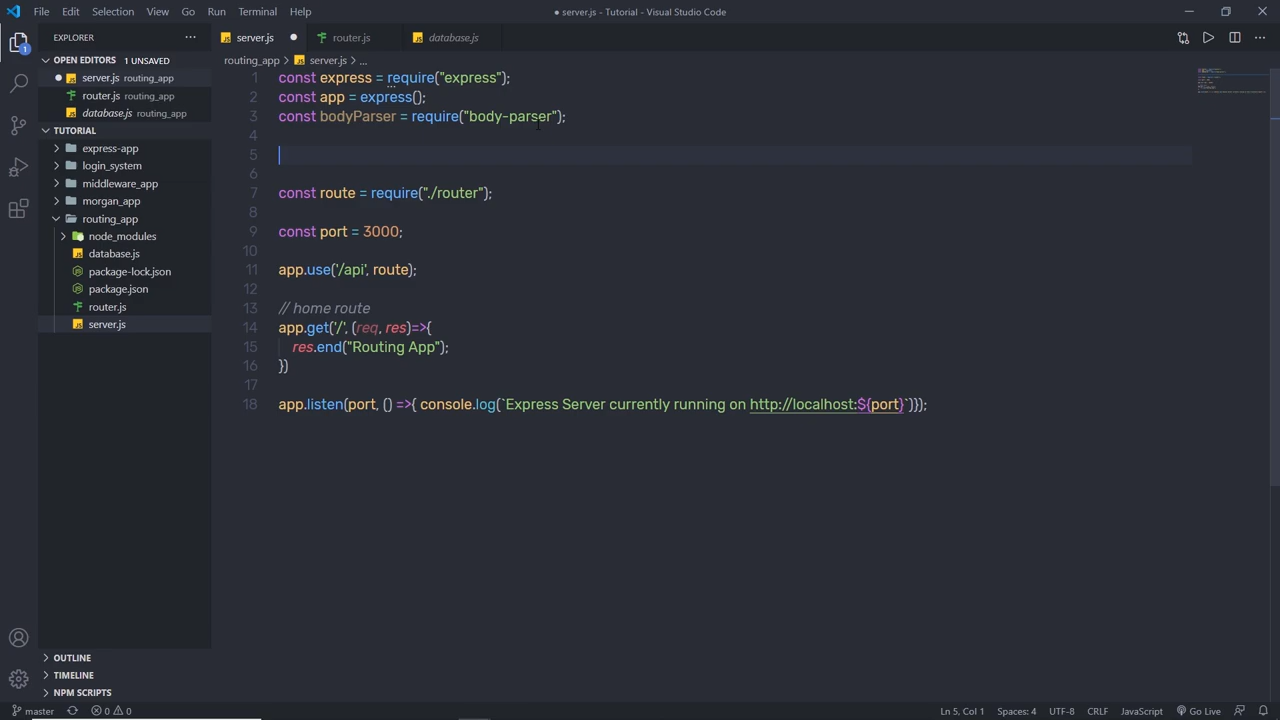 File Edit Selection View Go Run Terminal Help
● server.js - Tutorial - Visual Studio Code
EXPLORER ...
server.js ● router.js database.js
OPEN EDITORS 1 UNSAVED
● server.js routing_app
router.js routing_app
database.js routing_app
TUTORIAL
express-app
login_system
middleware_app
morgan_app
routing_app
node_modules
database.js
package-lock.json
package.json
router.js
server.js
OUTLINE
TIMELINE
NPM SCRIPTS
1
routing_app > server.js > ...
1 const express = require("express");
2 const app = express();
3 const bodyParser = require("body-parser");
4
5
6
7 const route = require("./router");
8
9 const port = 3000;
10
11 app.use('/api', route);
12
13 // home route
14 app.get('/', (req, res)=>{
15 res.end("Routing App");
16 })
17
18 app.listen(port, () =>{ console.log(`Express Server currently running on http://localhost:${port}`)});
master 0 0 Ln 5, Col 1 Spaces: 4 UTF-8 CRLF JavaScript Go Live